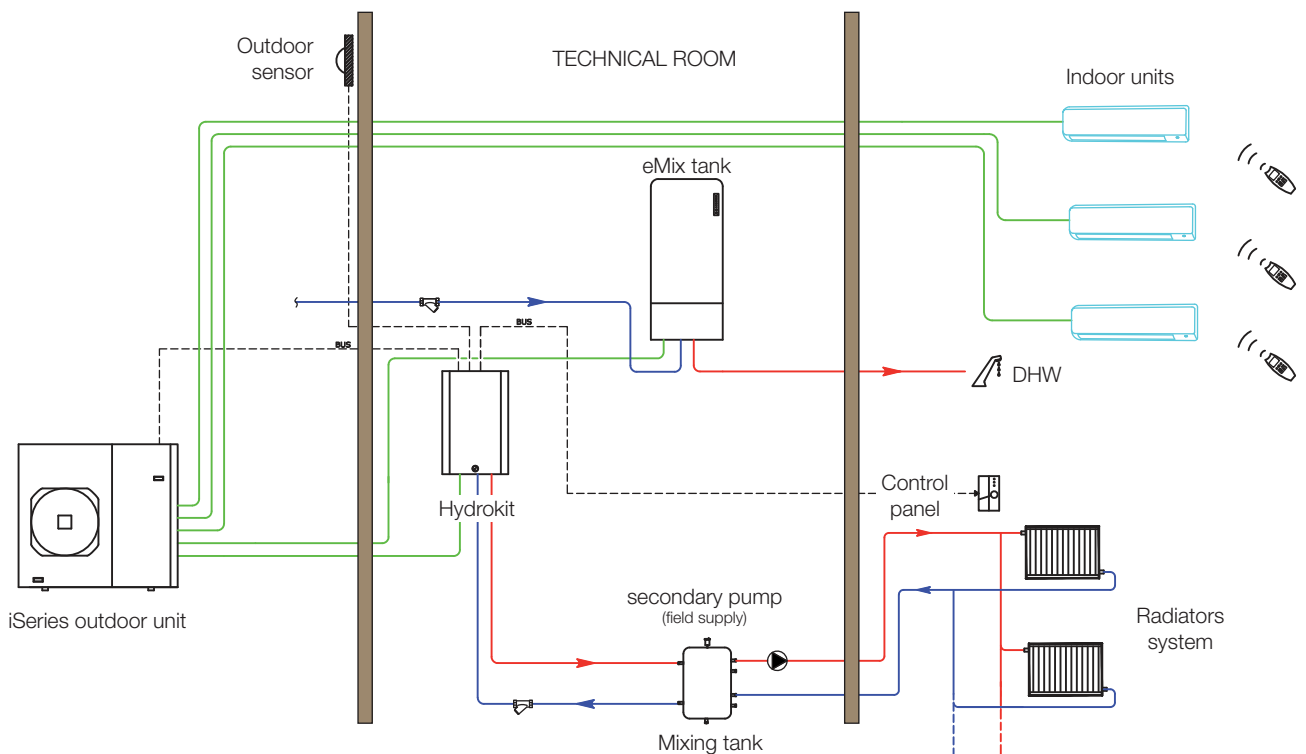 Outdoor
sensor
TECHNICAL ROOM
Indoor units
eMix tank
BUS
BUS
DHW
Hydrokit
Control
panel
iSeries outdoor unit
secondary pump
(field supply)
Radiators
system
Mixing tank